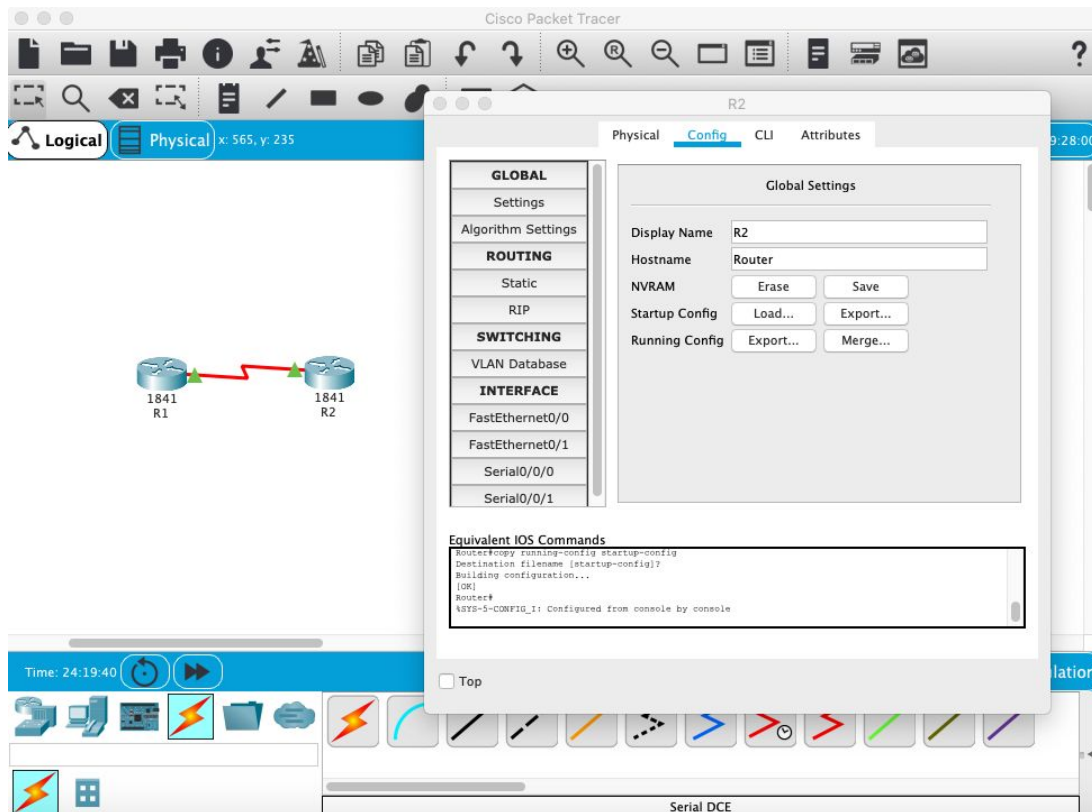 Cisco Packet Tracer
R
?
R2
Logical
Physical
x: 565, y: 235
9:28:00
Physical
Config
CLI
Attributes
GLOBAL
Settings
Algorithm Settings
ROUTING
Static
RIP
SWITCHING
VLAN Database
INTERFACE
FastEthernet0/0
FastEthernet0/1
Serial0/0/0
Serial0/0/1
Global Settings
Display Name
R2
Hostname
Router
NVRAM
Erase
Save
Startup Config
Load...
Export...
Running Config
Export...
Merge...
1841
R1
1841
R2
Equivalent IOS Commands
Router#copy running-config startup-config
Destination filename [startup-config]?
Building configuration...
[OK]
Router#
%SYS-5-CONFIG_I: Configured from console by console
Top
Time: 24:19:40
lation
Serial DCE